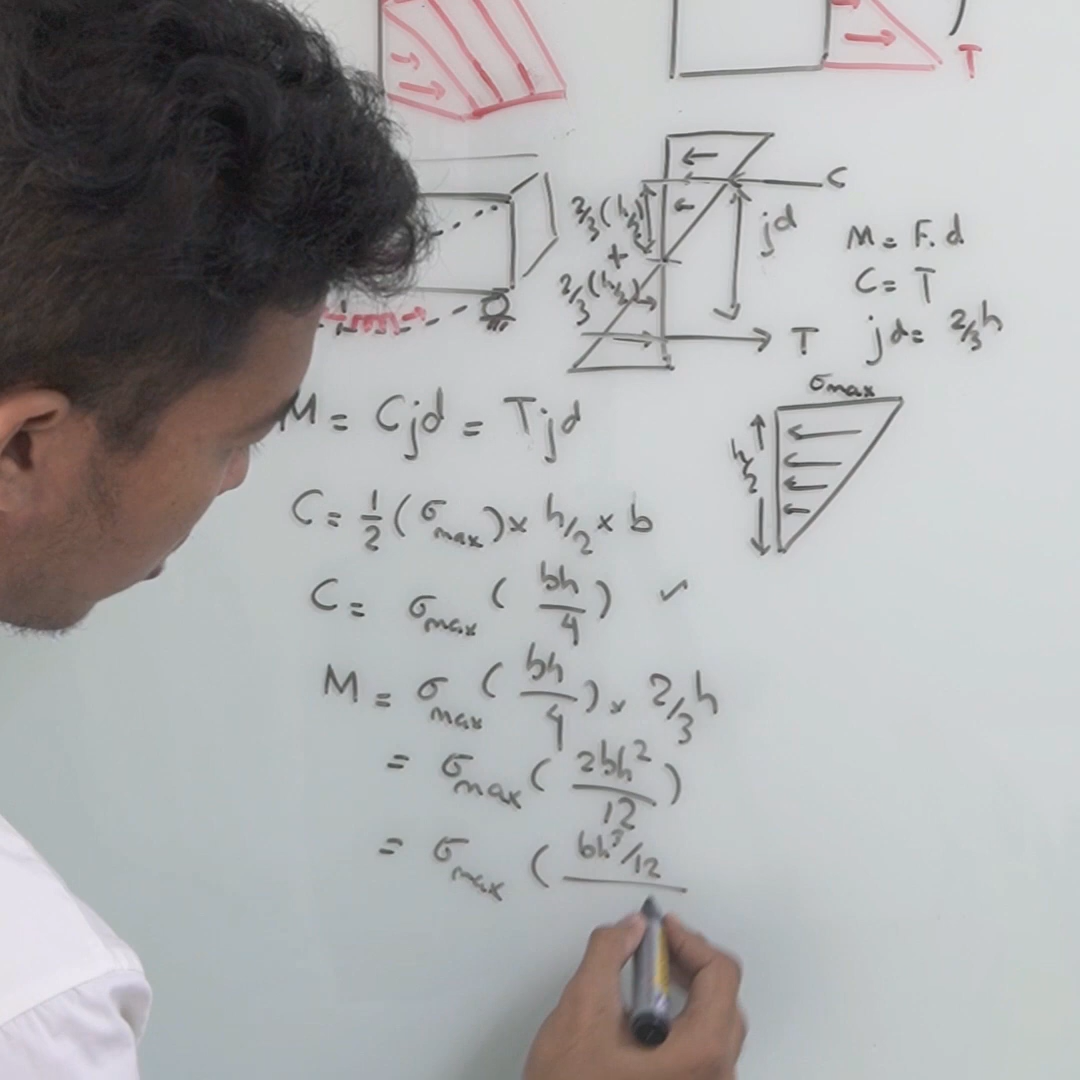 T
C
2/3(h/2)
+
2/3(h/2)
jd
T
M = F.d
C = T
jd = 2/3h
σmax
h/2
M = Cjd = Tjd
C = 1/2 (σmax) x h/2 x b
C = σmax (bh/4) ✓
M = σmax (bh/4) x 2/3h
= σmax (2bh²/12)
= σmax (bh³/12